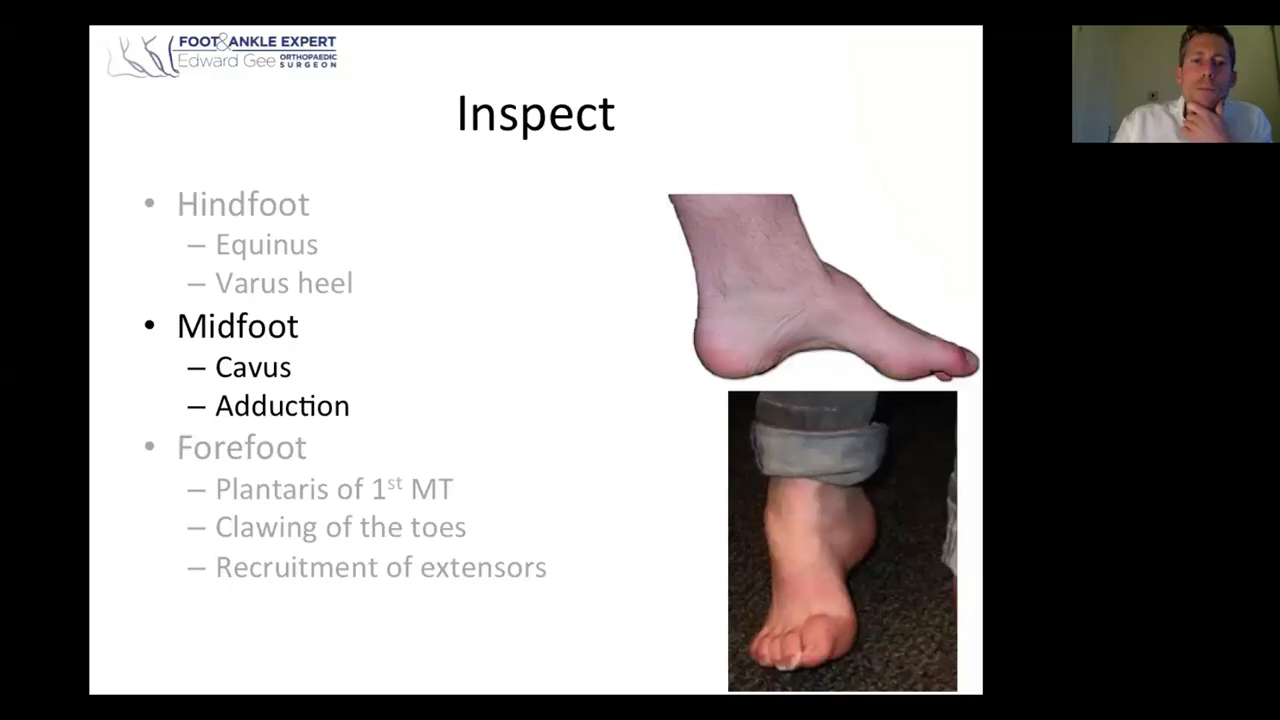 FOOT & ANKLE EXPERT
Edward Gee ORTHOPAEDIC SURGEON
Inspect
• Hindfoot
– Equinus
– Varus heel
• Midfoot
– Cavus
– Adduction
• Forefoot
– Plantaris of 1st MT
– Clawing of the toes
– Recruitment of extensors